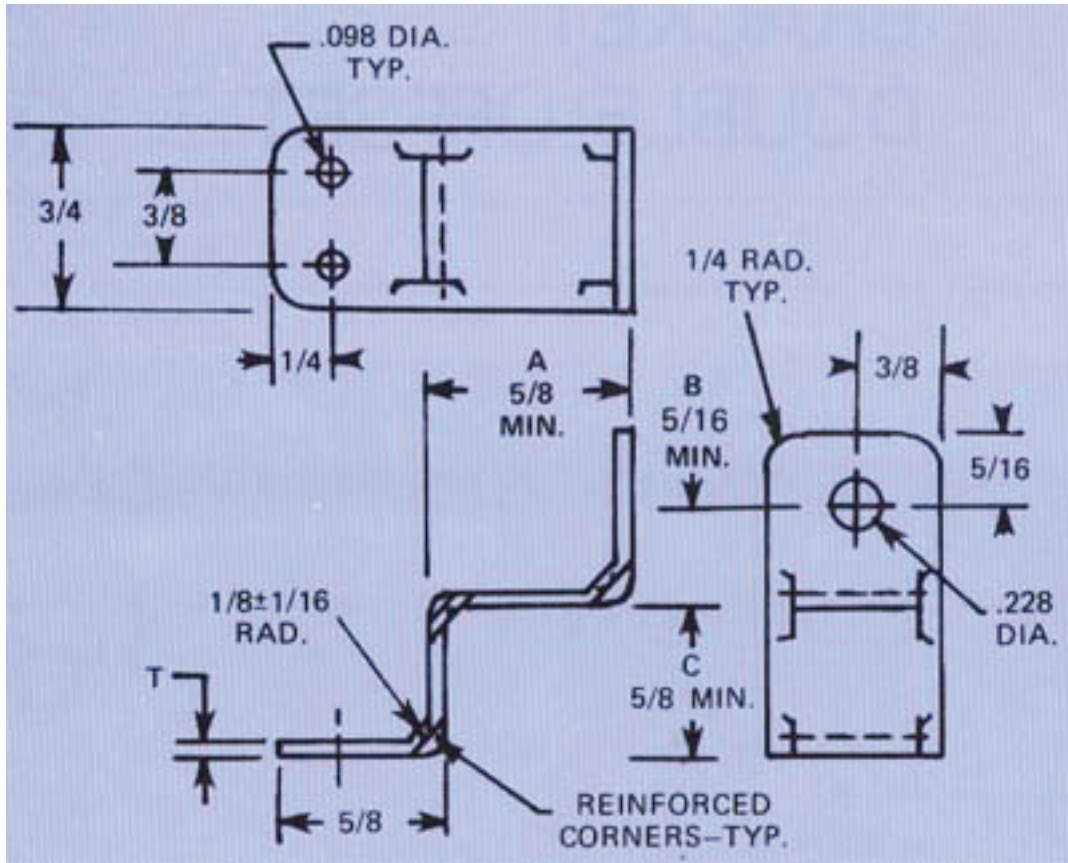 .098 DIA.
TYP.
3/4
3/8
1/4
A
5/8
MIN.
B
5/16
MIN.
1/4 RAD.
TYP.
3/8
5/16
1/8±1/16
RAD.
T
C
5/8 MIN.
.228
DIA.
5/8
REINFORCED
CORNERS–TYP.